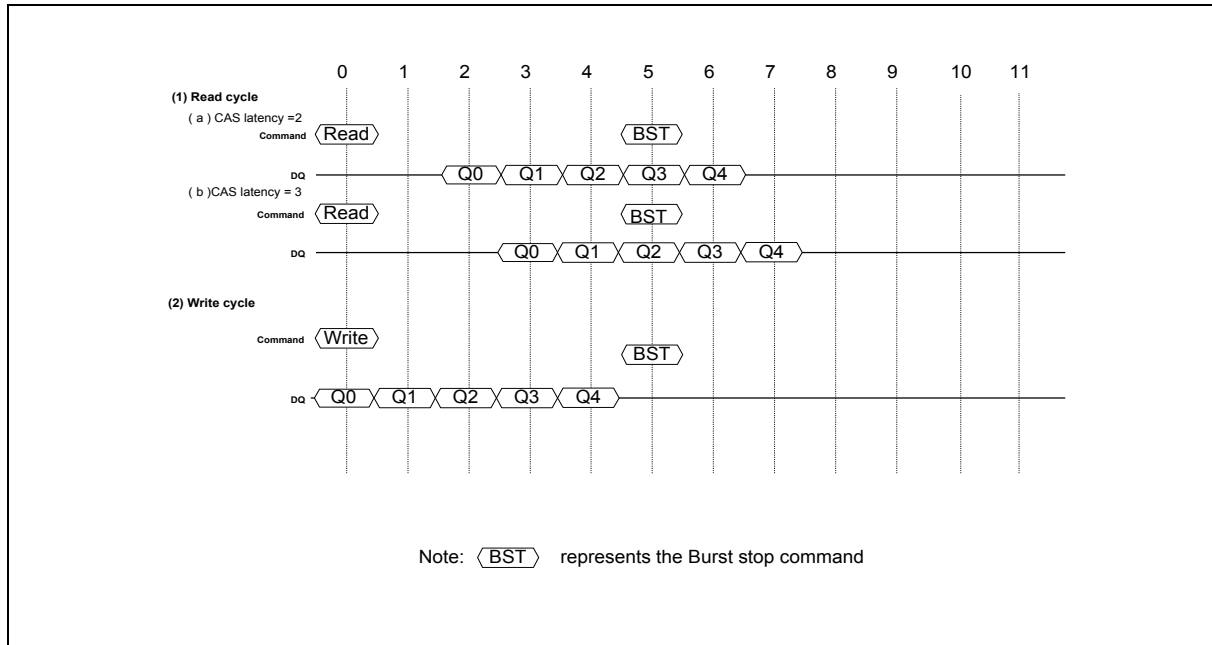 0 1 2 3 4 5 6 7 8 9 10 11
(1) Read cycle
( a ) CAS latency =2
Command Read BST
DQ Q0 Q1 Q2 Q3 Q4
( b )CAS latency = 3
Command Read BST
DQ Q0 Q1 Q2 Q3 Q4
(2) Write cycle
Command Write BST
DQ Q0 Q1 Q2 Q3 Q4
Note: BST represents the Burst stop command